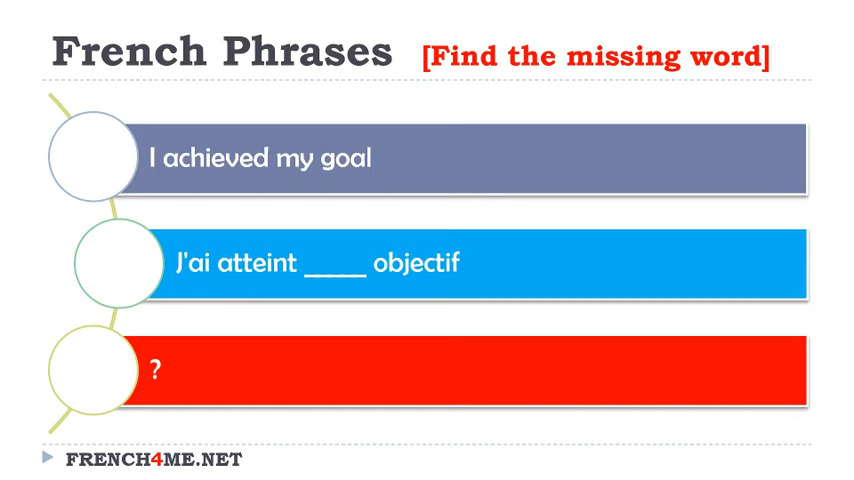 French Phrases [Find the missing word]
I achieved my goal
J'ai atteint _____ objectif
?
FRENCH4ME.NET